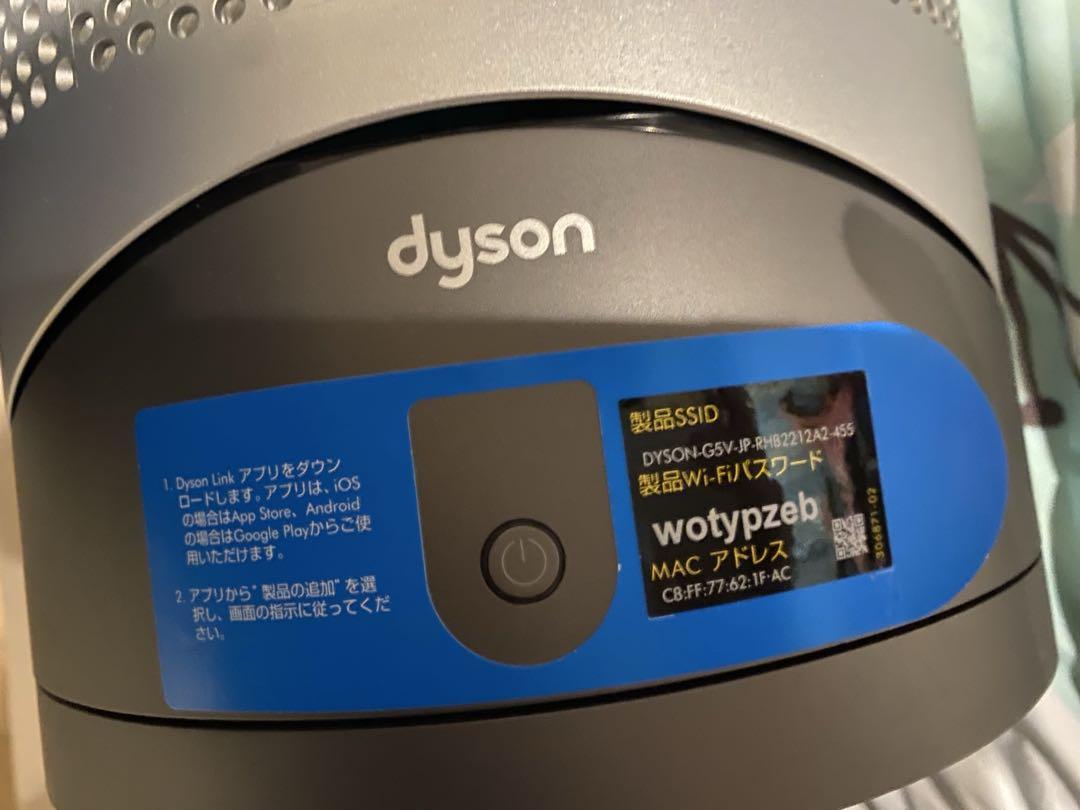 dyson
1. Dyson Link アプリをダウン
ロードします。アプリは、iOS
の場合はApp Store、Android
の場合はGoogle Playからご使
用いただけます。
2. アプリから"製品の追加"を選
択し、画面の指示に従ってくだ
さい。
製品SSID
DYSON-G5V-JP-RHB2212A2-455
製品Wi-Fiパスワード
wotypzeb
MAC アドレス
C8:FF:77:62:1F:AC
306871-02